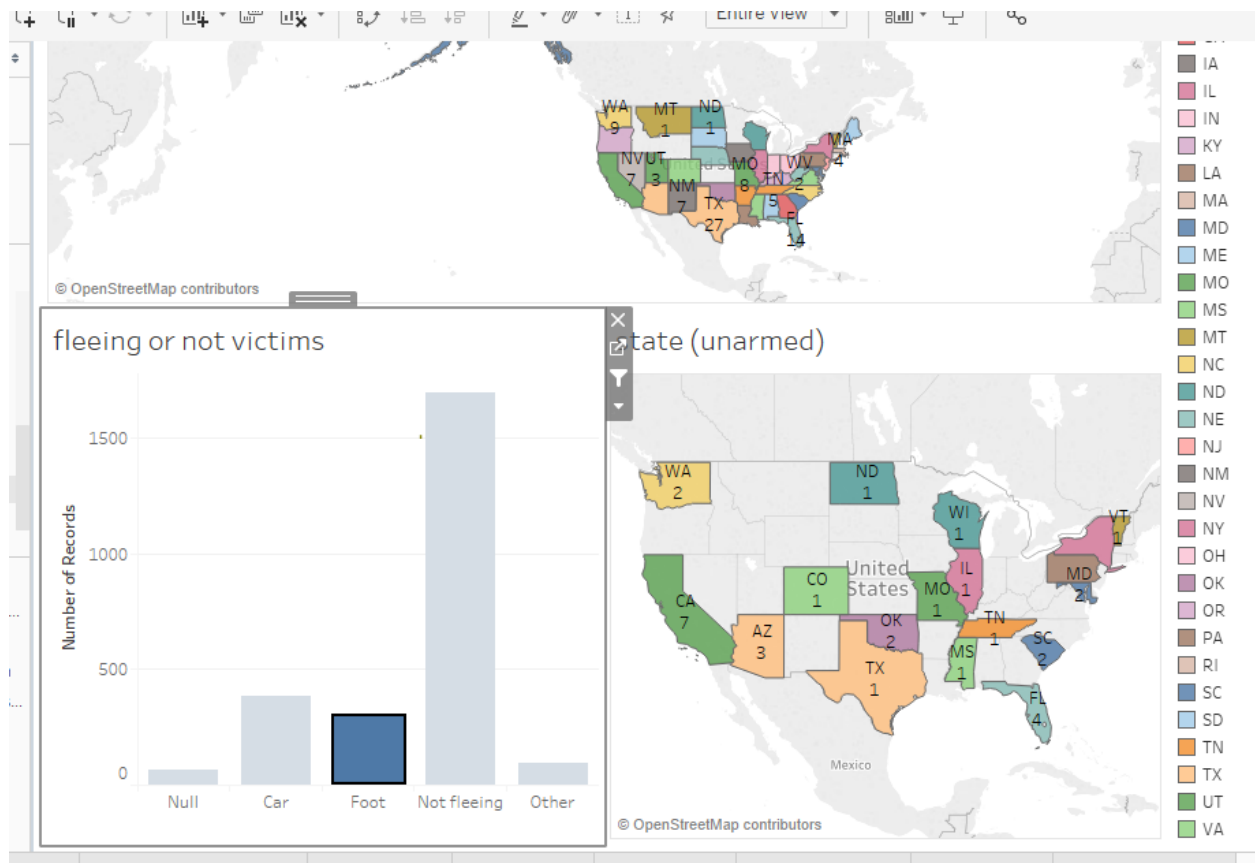 Entire View
WA
9
MT
1
ND
1
MA
4
NV
7
UT
3
MO
8
WV
2
NM
7
TN
5
TX
27
FL
14
© OpenStreetMap contributors
fleeing or not victims
Number of Records
1500
1000
500
0
Null
Car
Foot
Not fleeing
Other
state (unarmed)
WA
2
ND
1
WI
1
VT
1
United
States
CO
1
IL
1
MO
1
MD
2
CA
7
AZ
3
OK
2
TN
1
SC
2
MS
1
TX
1
FL
4
Mexico
© OpenStreetMap contributors
IA
IL
IN
KY
LA
MA
MD
ME
MO
MS
MT
NC
ND
NE
NJ
NM
NV
NY
OH
OK
OR
PA
RI
SC
SD
TN
TX
UT
VA